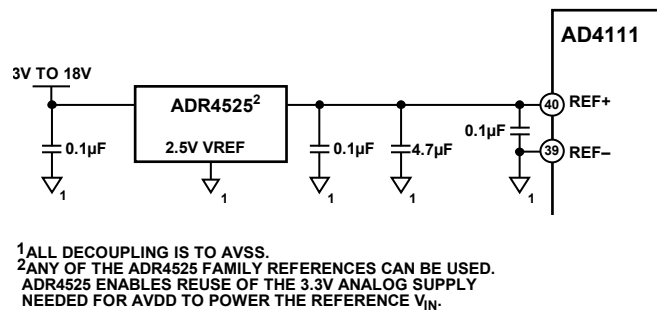 AD4111
3V TO 18V
ADR4525²
40 REF+
0.1µF
2.5V VREF
0.1µF
4.7µF
0.1µF
39 REF–
1
1
1
1
1
¹ALL DECOUPLING IS TO AVSS.
²ANY OF THE ADR4525 FAMILY REFERENCES CAN BE USED.
ADR4525 ENABLES REUSE OF THE 3.3V ANALOG SUPPLY
NEEDED FOR AVDD TO POWER THE REFERENCE VIN.